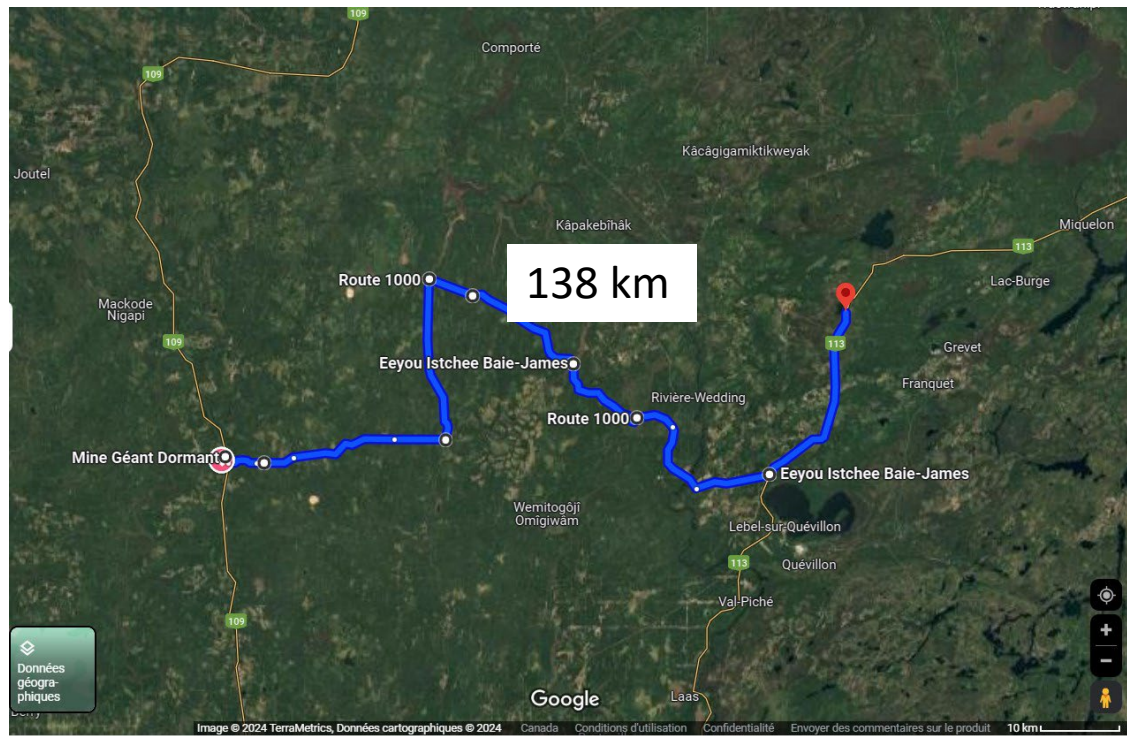 109
Comporté
109
Kâcâgigamiktikweyak
Joutel
Miquelon
Kâpakebîhâk
113
Route 1000
138 km
Lac-Burge
Mackode
Nigapi
109
113
Grevet
Eeyou Istchee Baie-James
Franquet
Rivière-Wedding
Route 1000
Mine Géant Dormant
Eeyou Istchee Baie-James
Wemitogôjî
Omîgiwâm
Lebel-sur-Quévillon
113
Quévillon
Val-Piché
109
Données
géogra-
phiques
Google
Laas
Image © 2024 TerraMetrics, Données cartographiques © 2024 Canada Conditions d'utilisation Confidentialité Envoyer des commentaires sur le produit 10 km